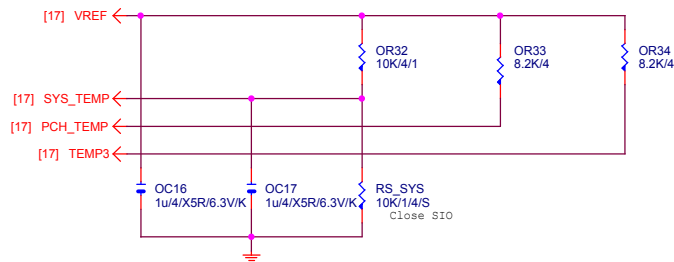 [17] VREF
OR32
10K/4/1
OR33
8.2K/4
OR34
8.2K/4
[17] SYS_TEMP
[17] PCH_TEMP
[17] TEMP3
OC16
1u/4/X5R/6.3V/K
OC17
1u/4/X5R/6.3V/K
RS_SYS
10K/1/4/S
Close SIO